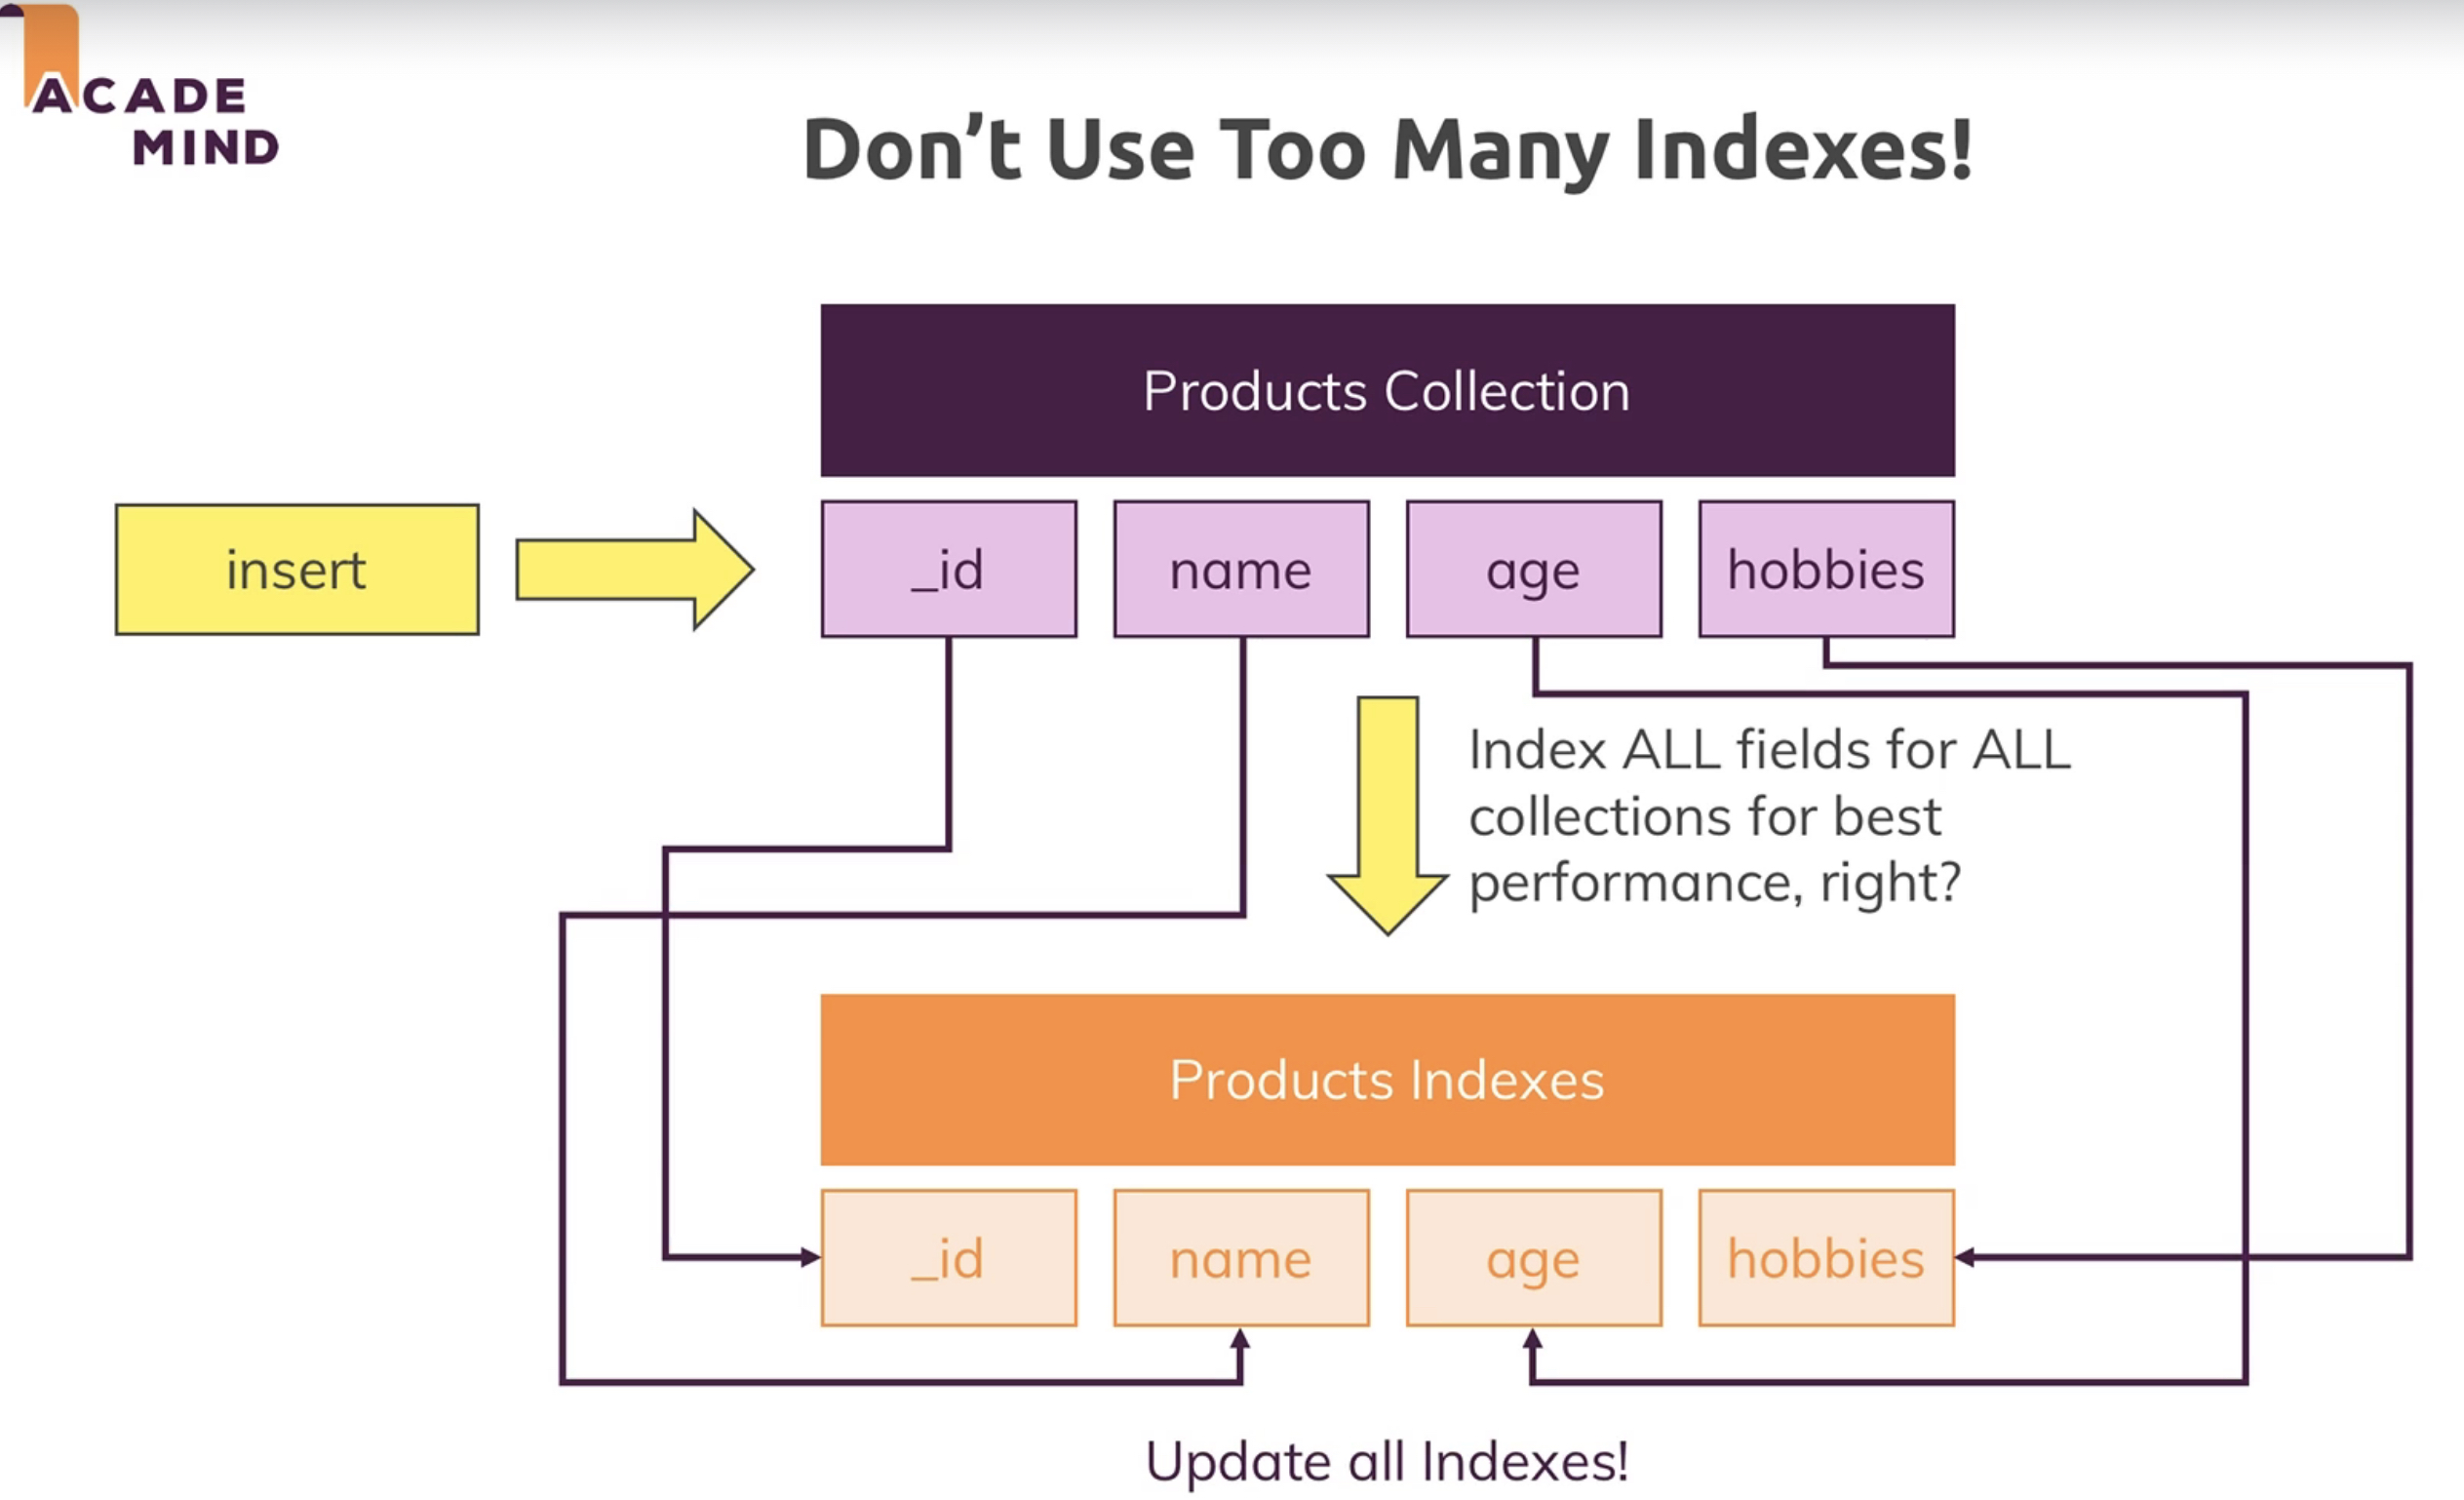 ACADE
MIND
Don’t Use Too Many Indexes!
Products Collection
insert
_id
name
age
hobbies
Index ALL fields for ALL
collections for best
performance, right?
Products Indexes
_id
name
age
hobbies
Update all Indexes!